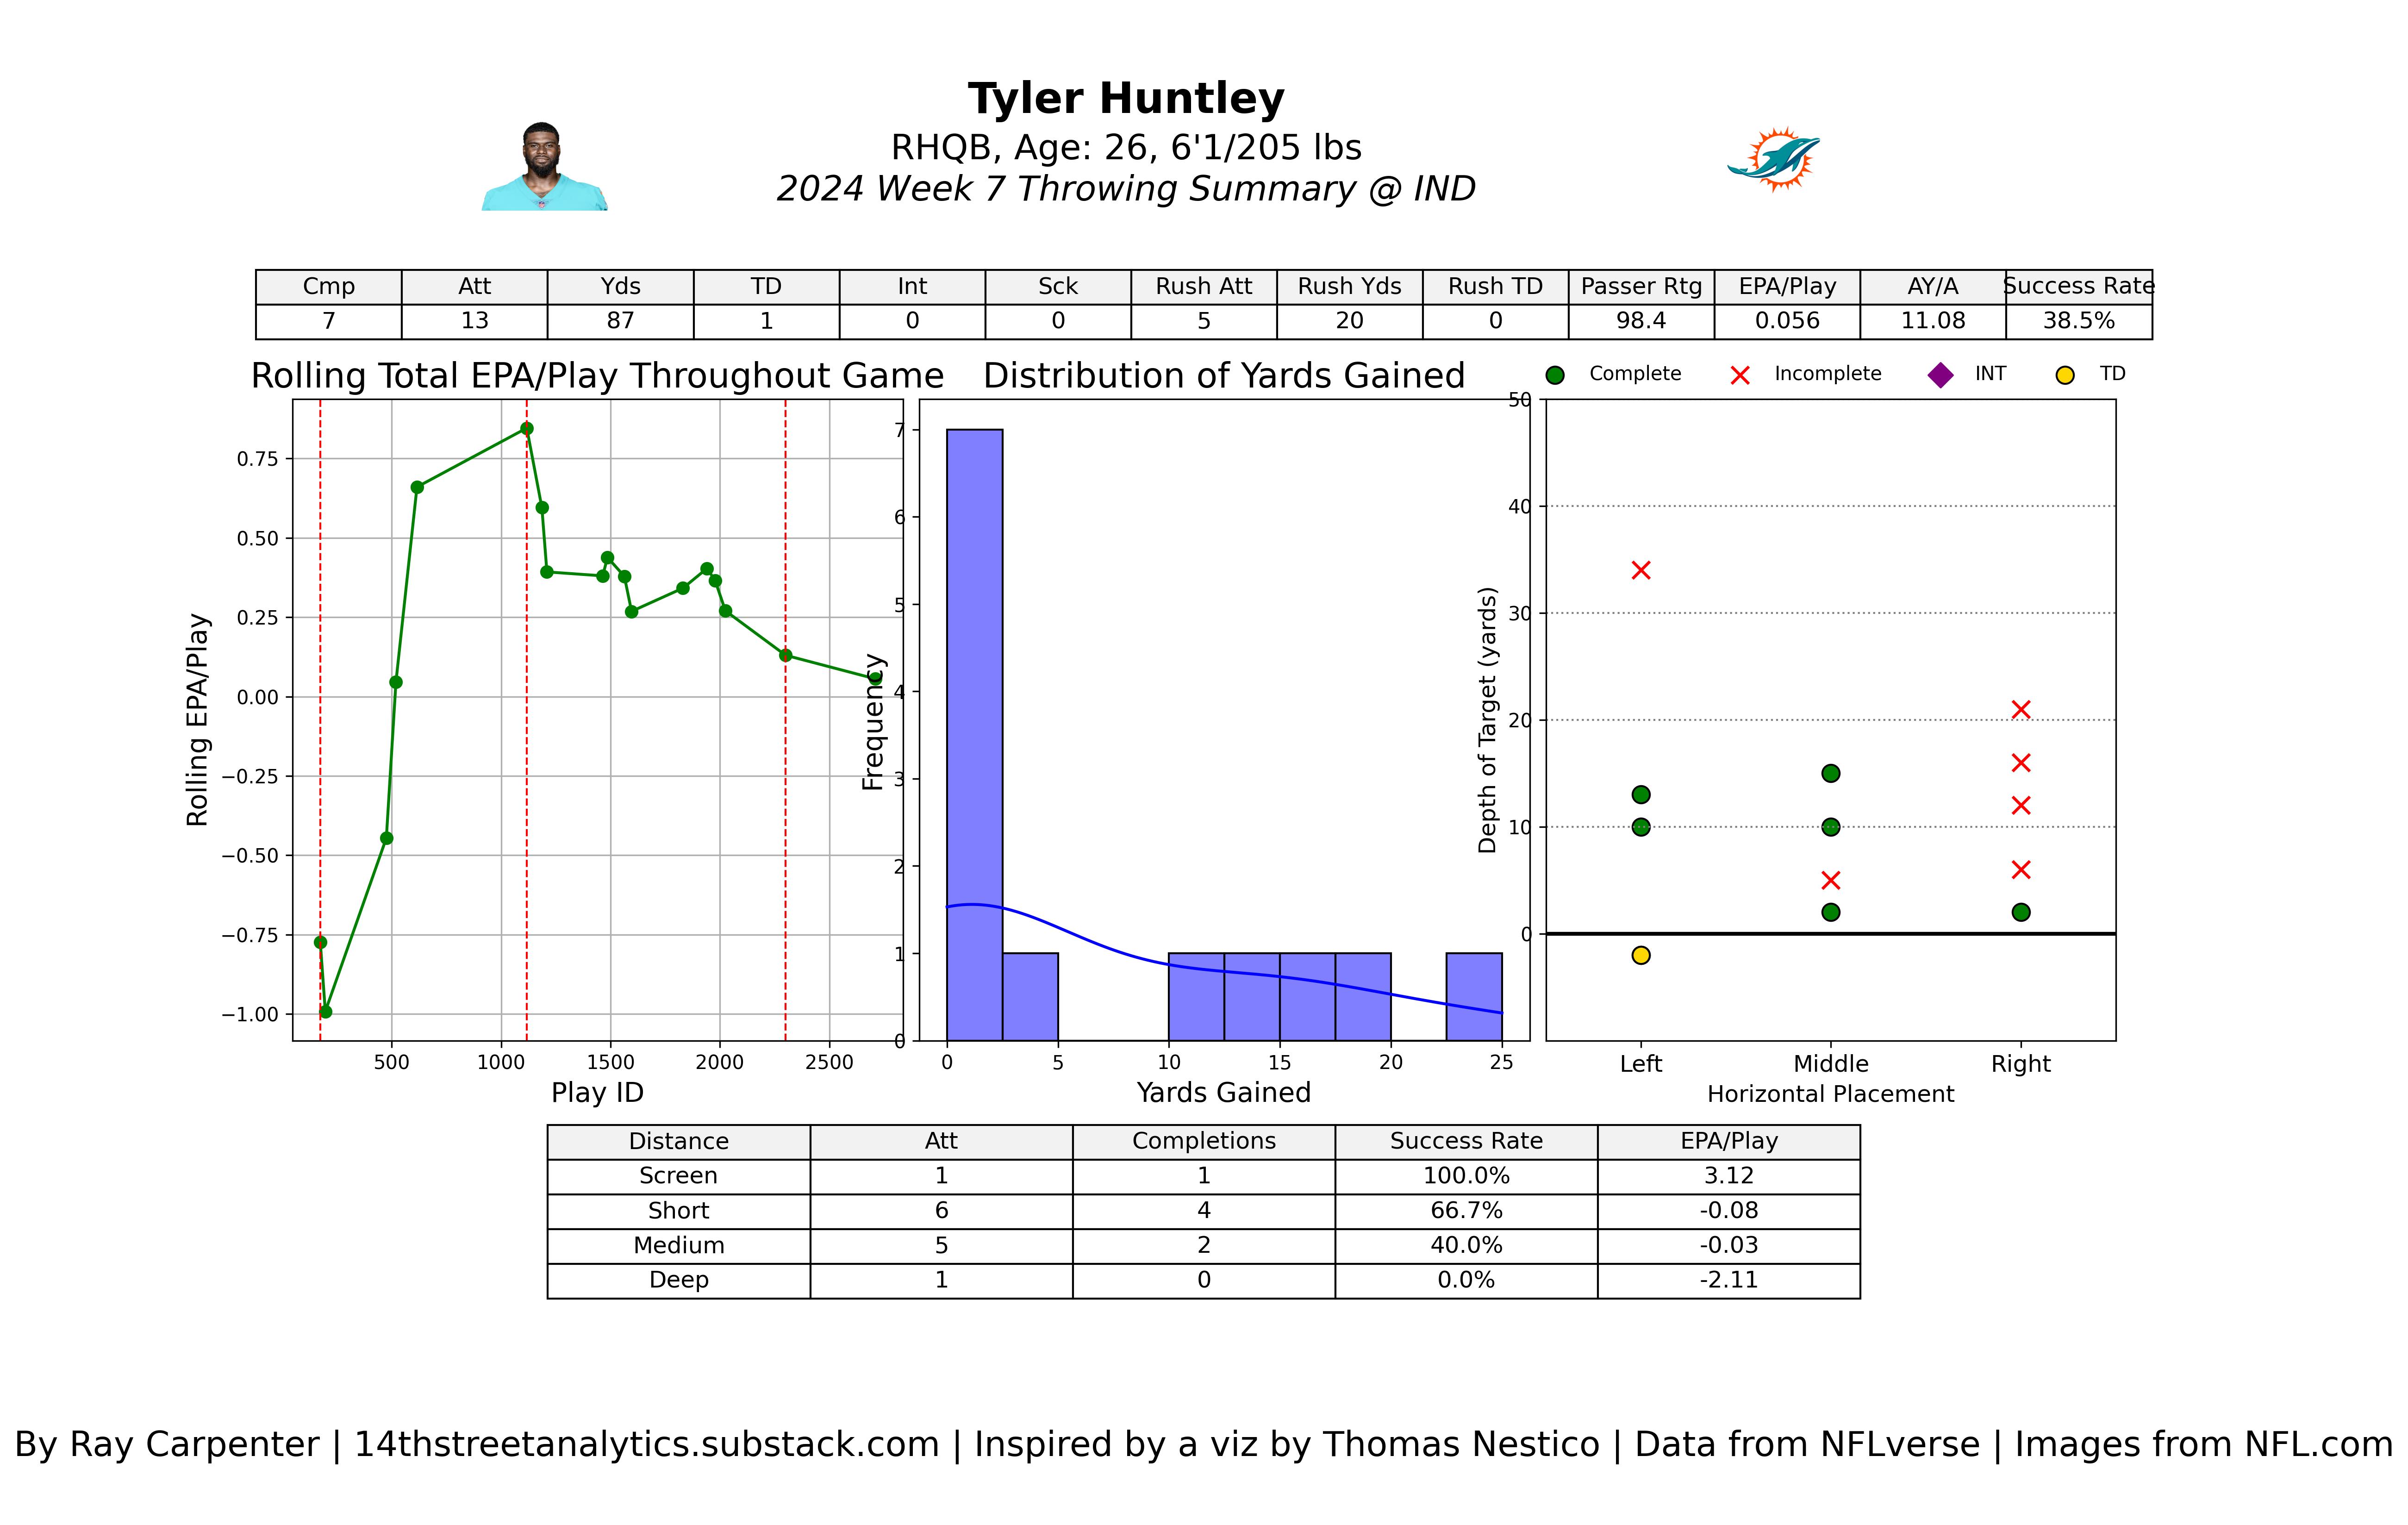 Tyler Huntley
RHQB, Age: 26, 6'1/205 lbs
2024 Week 7 Throwing Summary @ IND
Cmp Att Yds TD Int Sck Rush Att Rush Yds Rush TD Passer Rtg EPA/Play AY/A Success Rate
7 13 87 1 0 0 5 20 0 98.4 0.056 11.08 38.5%
Rolling Total EPA/Play Throughout Game
Rolling EPA/Play
0.75
0.50
0.25
0.00
−0.25
−0.50
−0.75
−1.00
500 1000 1500 2000 2500
Play ID
Distribution of Yards Gained
Frequency
7
6
5
4
3
2
1
0
0 5 10 15 20 25
Yards Gained
Complete Incomplete INT TD
Depth of Target (yards)
50
40
30
20
10
0
Left Middle Right
Horizontal Placement
Distance Att Completions Success Rate EPA/Play
Screen 1 1 100.0% 3.12
Short 6 4 66.7% -0.08
Medium 5 2 40.0% -0.03
Deep 1 0 0.0% -2.11
By Ray Carpenter | 14thstreetanalytics.substack.com | Inspired by a viz by Thomas Nestico | Data from NFLverse | Images from NFL.com